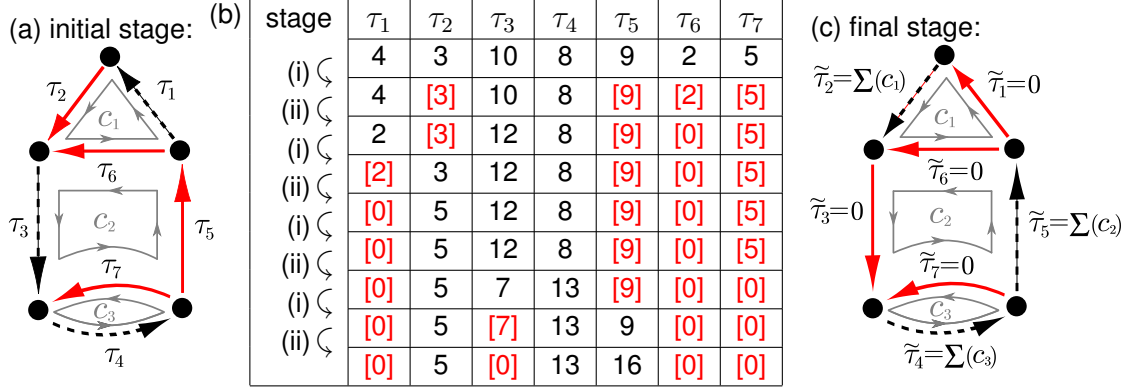 (a) initial stage:
τ₂
τ₁
c₁
τ₆
τ₃
c₂
τ₅
τ₇
c₃
τ₄
(b)
stage τ₁ τ₂ τ₃ τ₄ τ₅ τ₆ τ₇
4 3 10 8 9 2 5
(i)
4 [3] 10 8 [9] [2] [5]
(ii)
2 [3] 12 8 [9] [0] [5]
(i)
[2] 3 12 8 [9] [0] [5]
(ii)
[0] 5 12 8 [9] [0] [5]
(i)
[0] 5 12 8 [9] [0] [5]
(ii)
[0] 5 7 13 [9] [0] [0]
(i)
[0] 5 [7] 13 9 [0] [0]
(ii)
[0] 5 [0] 13 16 [0] [0]
(c) final stage:
τ̃₂=Σ(c₁)
τ̃₁=0
c₁
τ̃₆=0
τ̃₃=0
c₂
τ̃₅=Σ(c₂)
τ̃₇=0
c₃
τ̃₄=Σ(c₃)